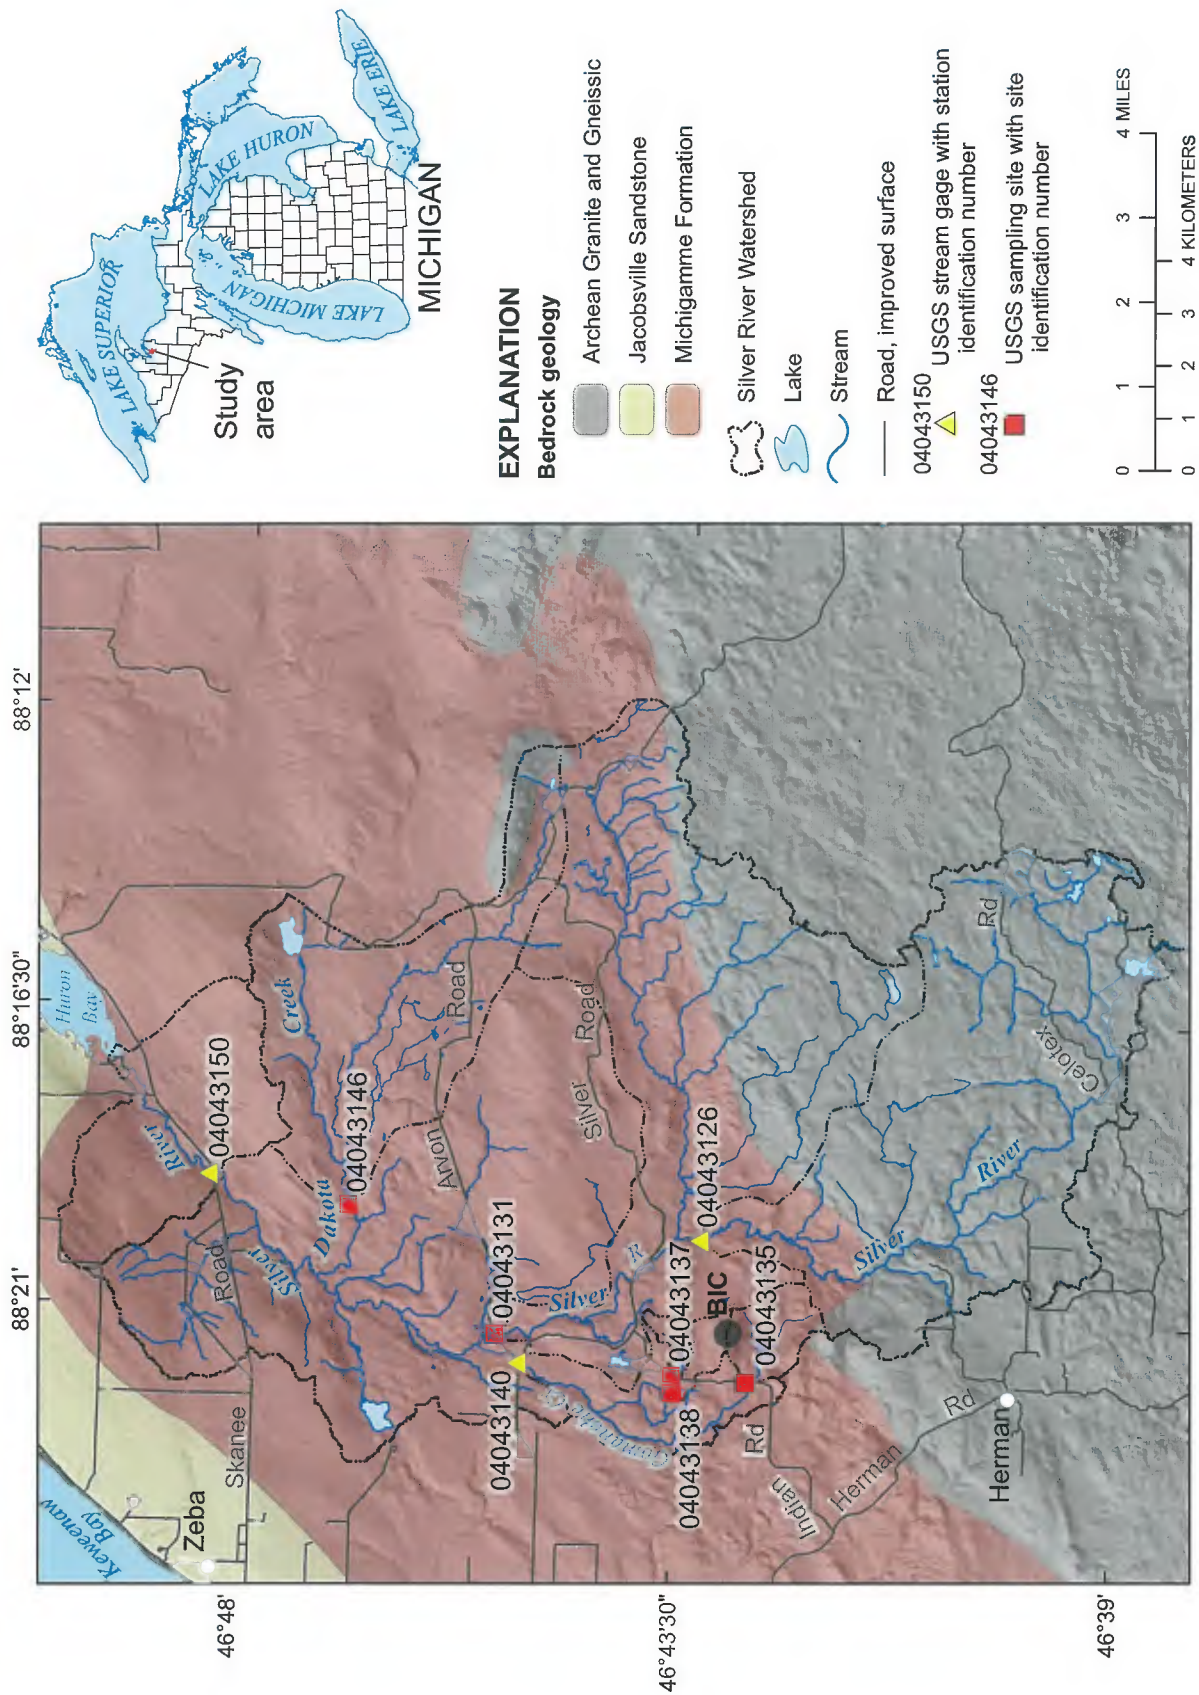 88°21'
88°16'30"
88°12'
46°48'
46°43'30"
46°39'
Keweenaw
Bay
Zeba
Skanee
Road
River
Huron
Bay
04043150
Silver
Dakota
Creek
04043146
Arvon
Road
04043131
04043140
Silver
R
Silver
Road
04043126
04043137
04043138
BIC
04043135
Indian
Rd
Herman
Rd
Herman
Silver
River
Celotex
Rd
LAKE SUPERIOR
LAKE MICHIGAN
LAKE HURON
LAKE ERIE
Study
area
MICHIGAN
EXPLANATION
Bedrock geology
Archean Granite and Gneissic
Jacobsville Sandstone
Michigamme Formation
Silver River Watershed
Lake
Stream
Road, improved surface
04043150
USGS stream gage with station
identification number
04043146
USGS sampling site with site
identification number
0 1 2 3 4 MILES
0 1 2 3 4 KILOMETERS